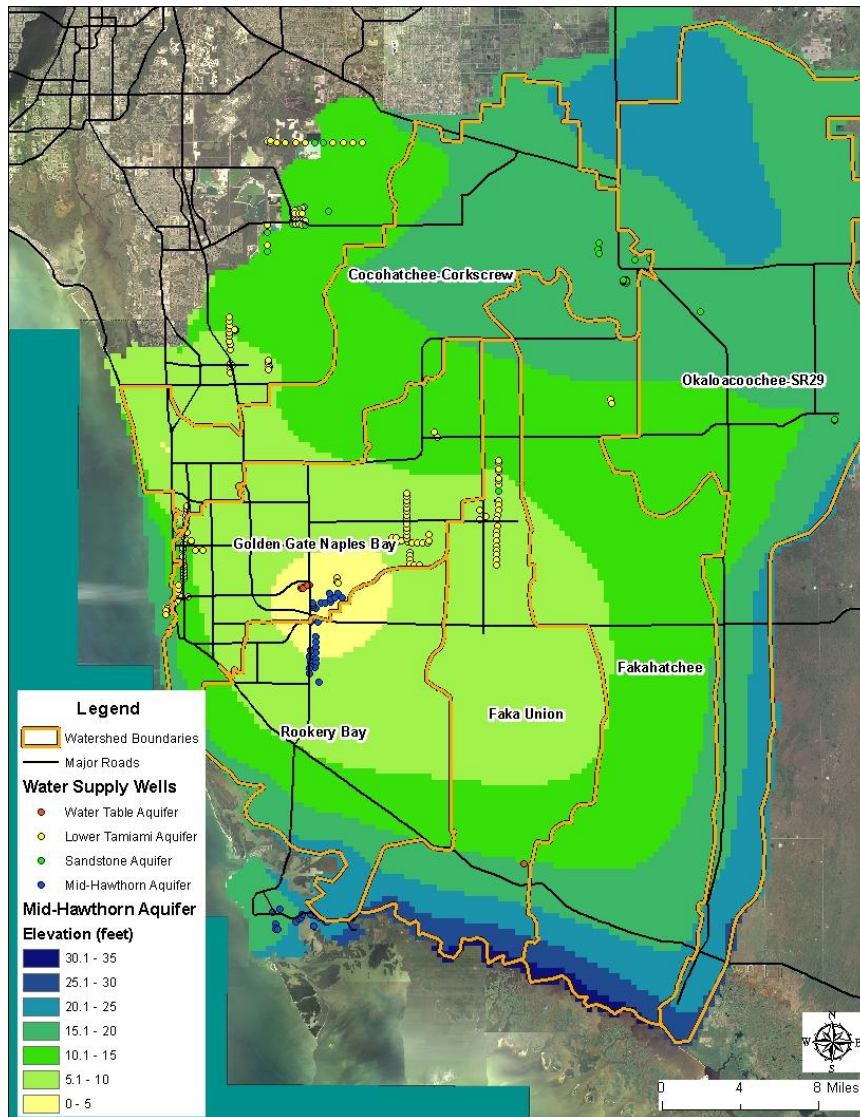 Cocohatchee-Corkscrew
Okaloacoochee-SR29
Golden Gate Naples Bay
Fakahatchee
Faka Union
Rookery Bay
Legend
Watershed Boundaries
Major Roads
Water Supply Wells
Water Table Aquifer
Lower Tamiami Aquifer
Sandstone Aquifer
Mid-Hawthorn Aquifer
Mid-Hawthorn Aquifer
Elevation (feet)
30.1 - 35
25.1 - 30
20.1 - 25
15.1 - 20
10.1 - 15
5.1 - 10
0 - 5
N
W E
S
0 4 8 Miles